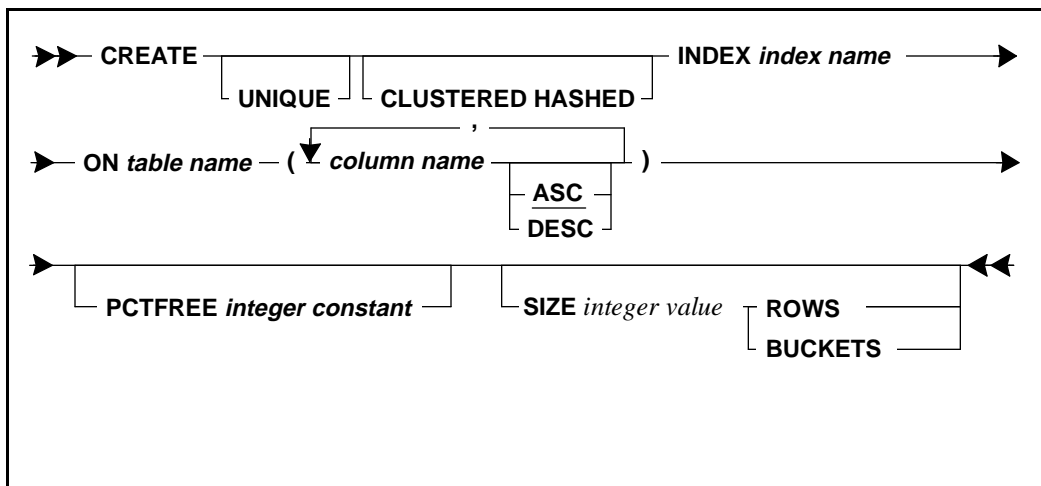 CREATE INDEX index name
UNIQUE CLUSTERED HASHED
,
ON table name ( column name )
ASC
DESC
PCTFREE integer constant SIZE integer value ROWS
BUCKETS